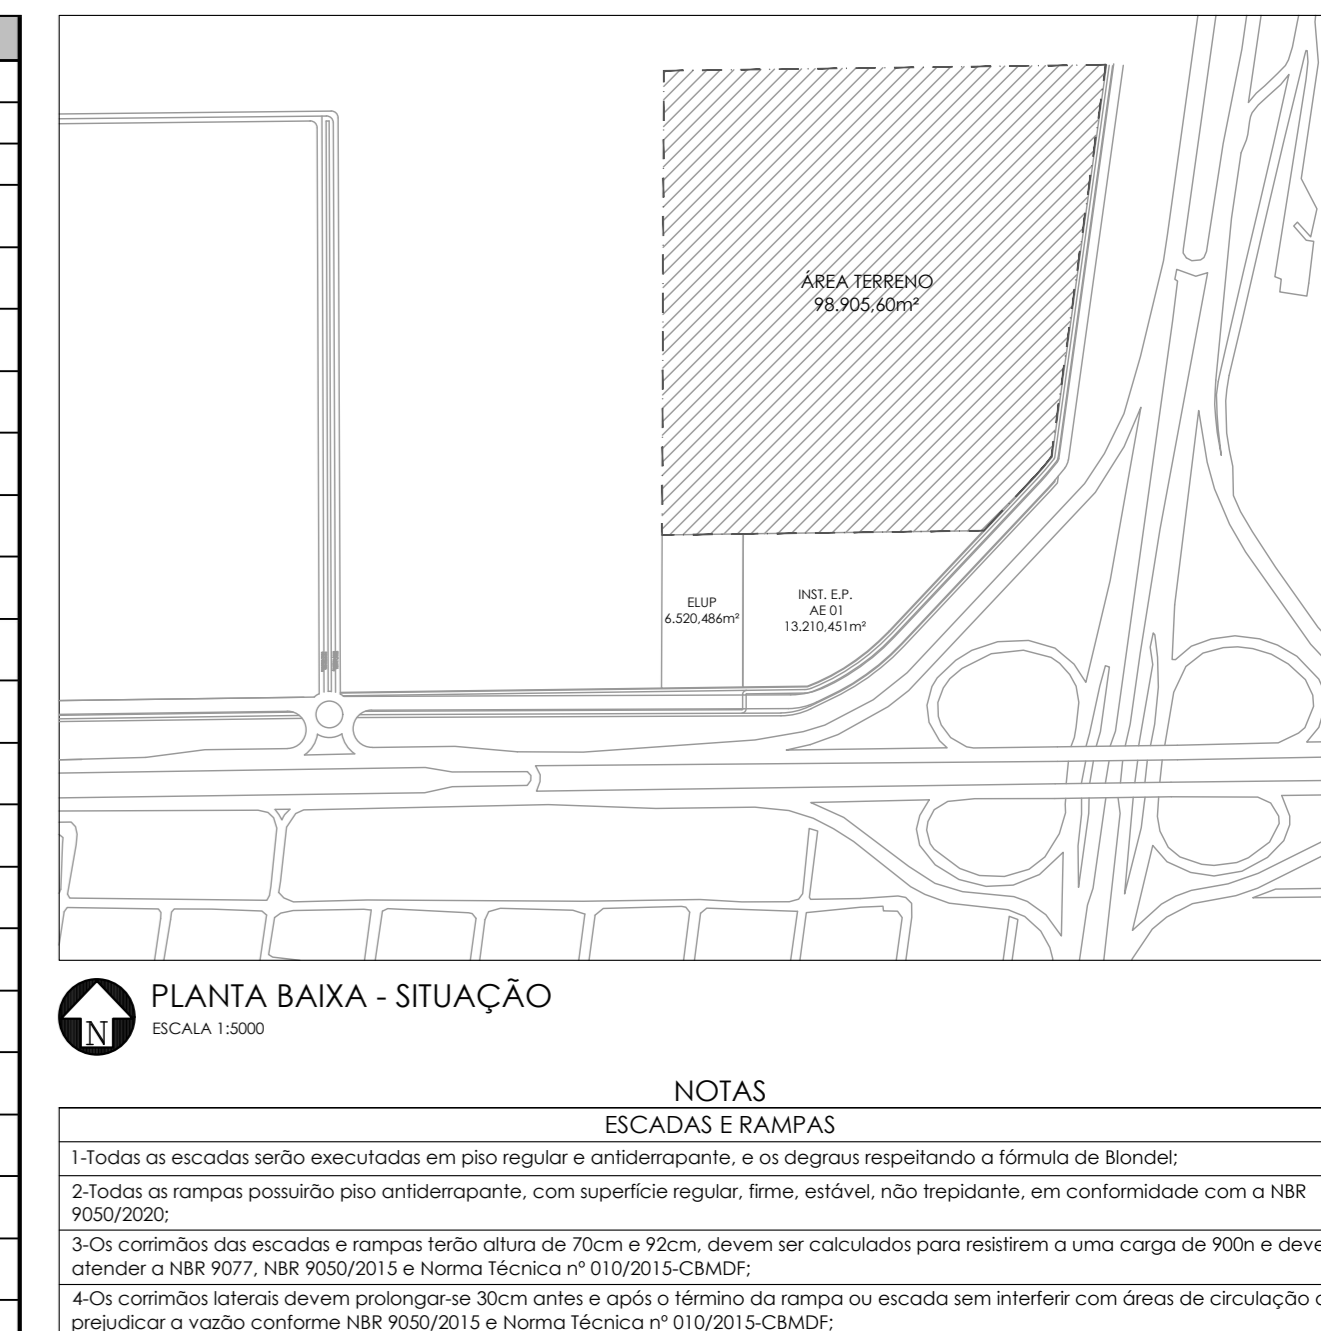 ÁREA TERRENO
98.905,60m²
ELUP
6.520,486m²
INST. E.P.
AE 01
13.210,451m²
N
PLANTA BAIXA - SITUAÇÃO
ESCALA 1:5000
NOTAS
ESCADAS E RAMPAS
1-Todas as escadas serão executadas em piso regular e antiderrapante, e os degraus respeitando a fórmula de Blondel;
2-Todas as rampas possuirão piso antiderrapante, com superfície regular, firme, estável, não trepidante, em conformidade com a NBR
9050/2020;
3-Os corrimãos das escadas e rampas terão altura de 70cm e 92cm, devem ser calculados para resistirem a uma carga de 900n e deve
atender a NBR 9077, NBR 9050/2015 e Norma Técnica nº 010/2015-CBMDF;
4-Os corrimãos laterais devem prolongar-se 30cm antes e após o término da rampa ou escada sem interferir com áreas de circulação
prejudicar a vazão conforme NBR 9050/2015 e Norma Técnica nº 010/2015-CBMDF;